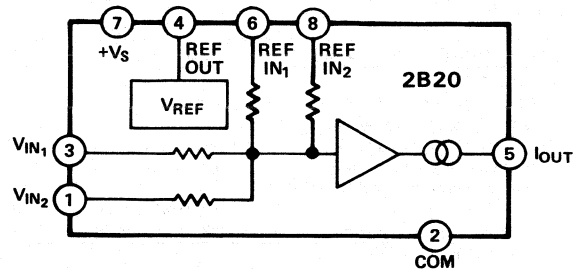 7 4 6 8
+VS REF OUT REF IN1 REF IN2
2B20
VREF
VIN1 3
5 IOUT
VIN2 1
2
COM